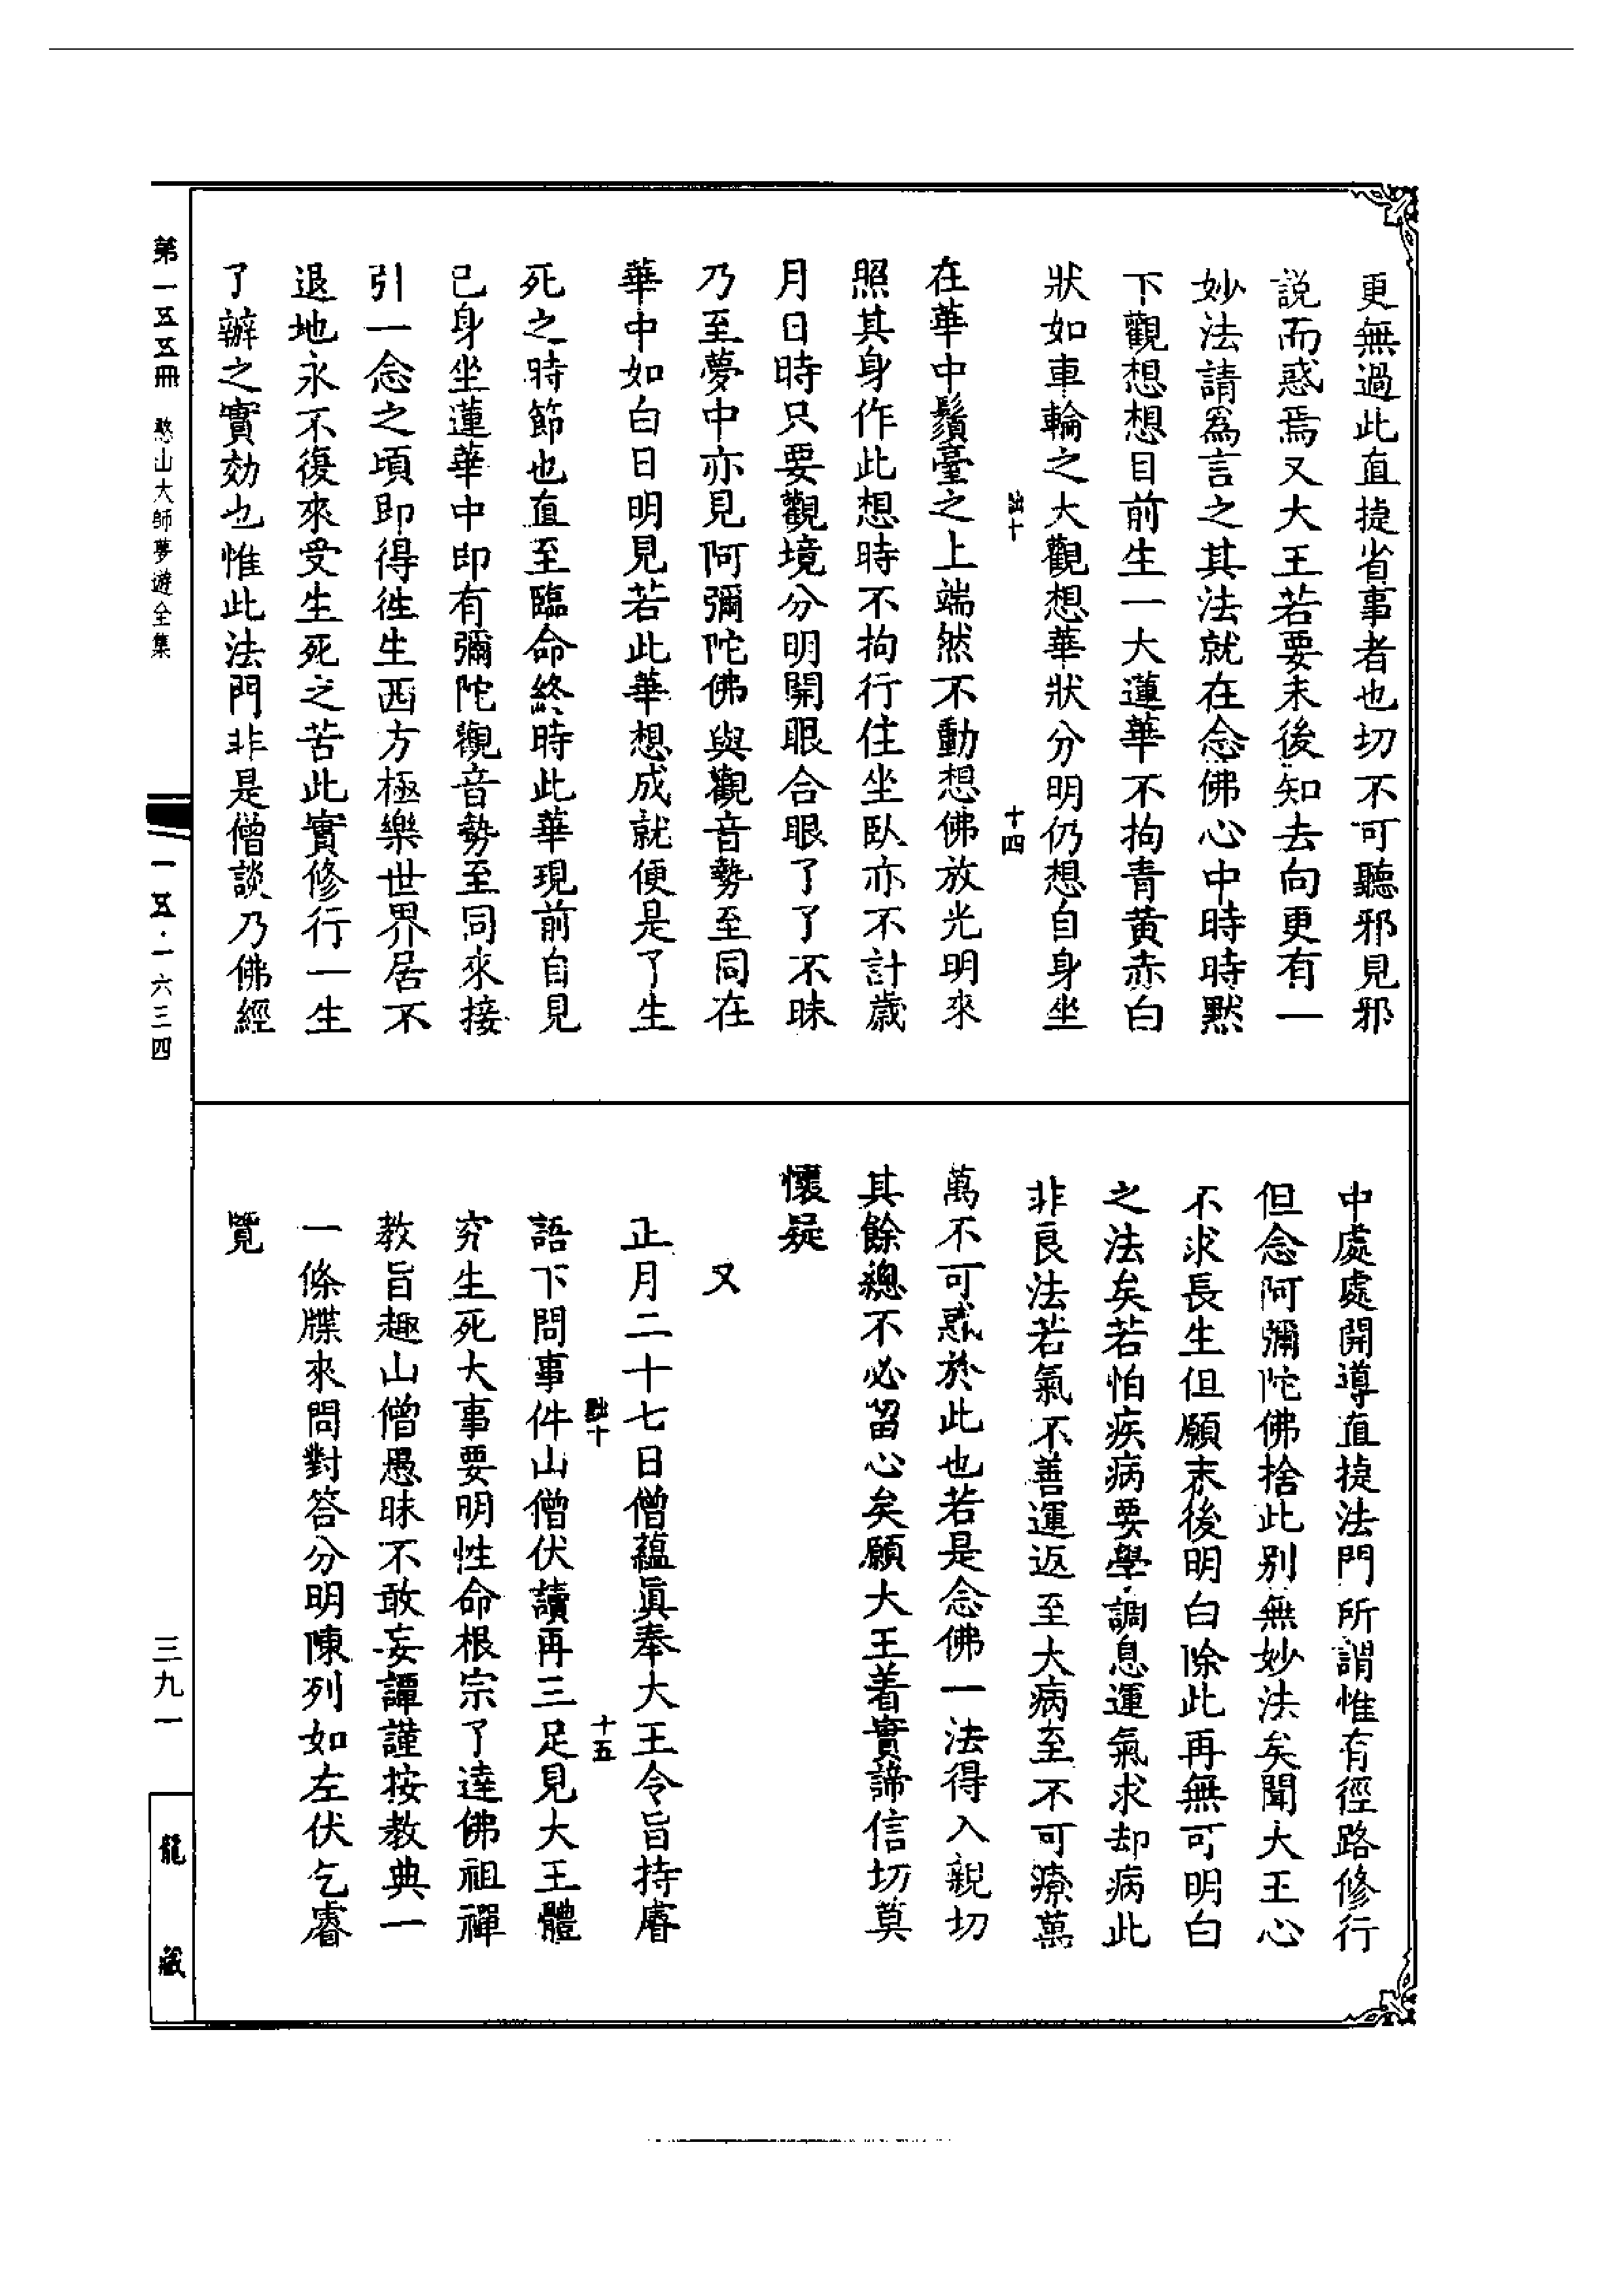 更無過此直捷省事者也切不可聽邪見邪
説而惑焉又大王若要末後知去向更有一
妙法請爲言之其法就在念佛心中時時默
下觀想想目前生一大蓮華不拘青黄赤白
狀如車輪之大觀想華狀分明仍想自身坐
十
十四
在華中鬚臺之上端然不動想佛放光明來
照其身作此想時不拘行住坐臥亦不計歲
月日時只要觀境分明開眼合眼了了不昧
乃至夢中亦見阿彌陀佛與觀音勢至同在
華中如白日明見若此華想成就便是了生
死之時節也直至臨命終時此華現前自見
已身坐蓮華中即有彌陀觀音勢至同來接
引一念之頃即得徃生西方極樂世界居不
退地永不復來受生死之苦此實修行一生
了辦之實効也惟此法門非是僧談乃佛經
中處處開導直捷法門所謂惟有徑路修行
但念阿彌陀佛捨此别無妙法矣聞大王心
不求長生但願末後明白除此再無可明白
之法矣若怕疾病要學調息運氣求却病此
非良法若氣不善運返至大病至不可療萬
萬不可惑於此也若是念佛一法得入親切
其餘總不必留心矣願大王着實諦信切莫
懷疑
又
正月二十七日僧蘊眞奉大王令旨持睿
十
十五
語下問事件山僧伏讀再三足見大王體
究生死大事要明性命根宗了達佛祖禪
教旨趣山僧愚昧不敢妄譚謹按教典一
一條牒來問對答分明陳列如左伏乞睿
覽
第一五五冊 憨山大師夢遊全集
一五·一六三四
三九一
龍藏